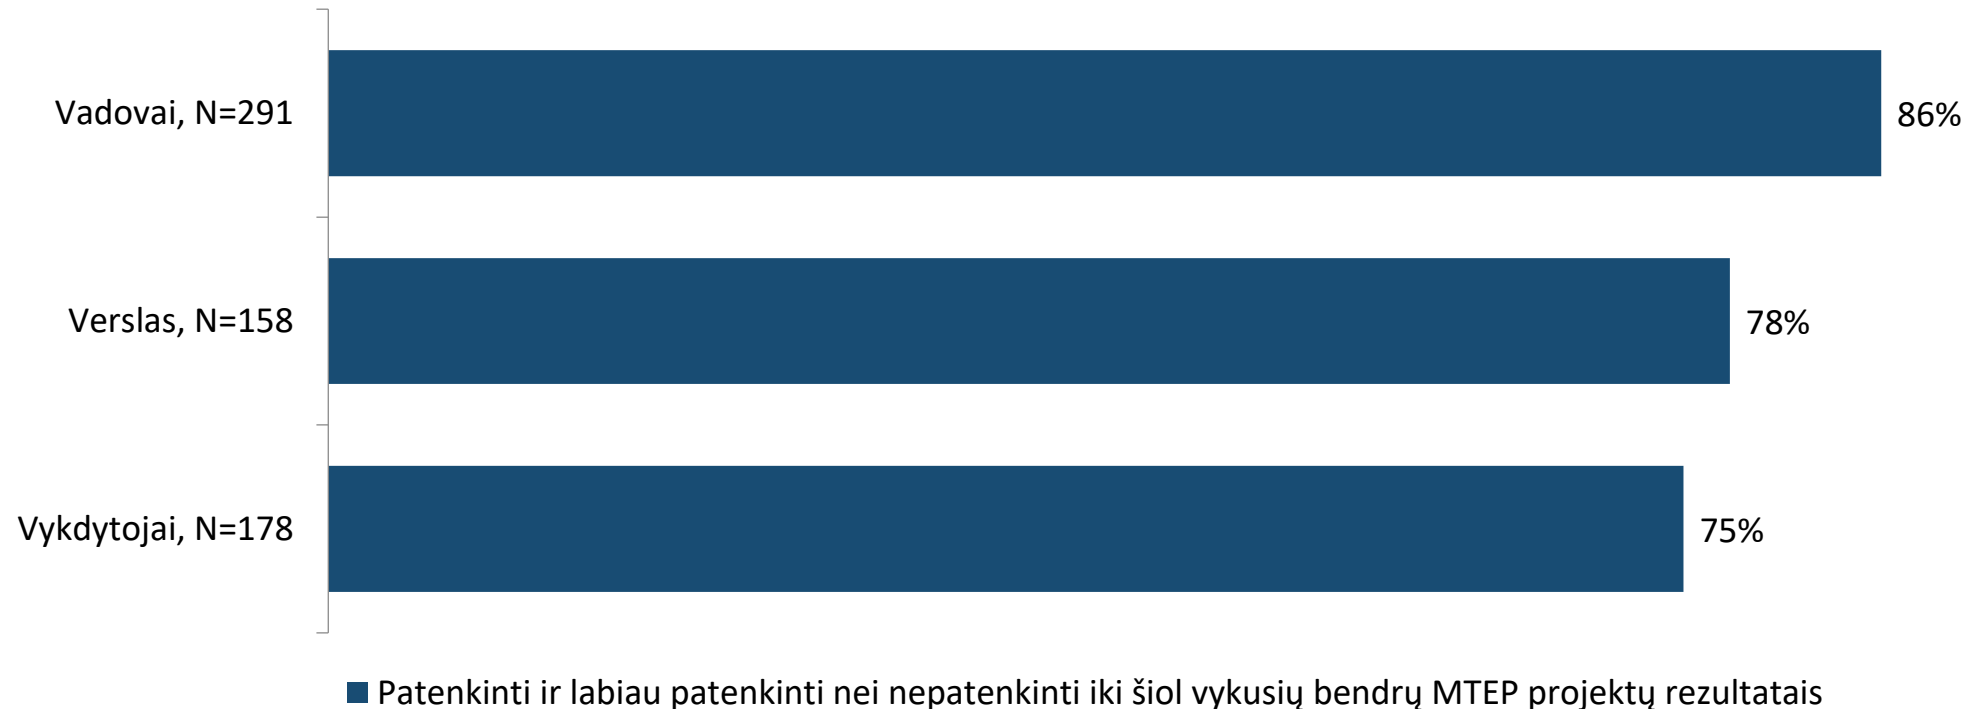 Vadovai, N=291
86%
Verslas, N=158
78%
Vykdytojai, N=178
75%
Patenkinti ir labiau patenkinti nei nepatenkinti iki šiol vykusių bendrų MTEP projektų rezultatais